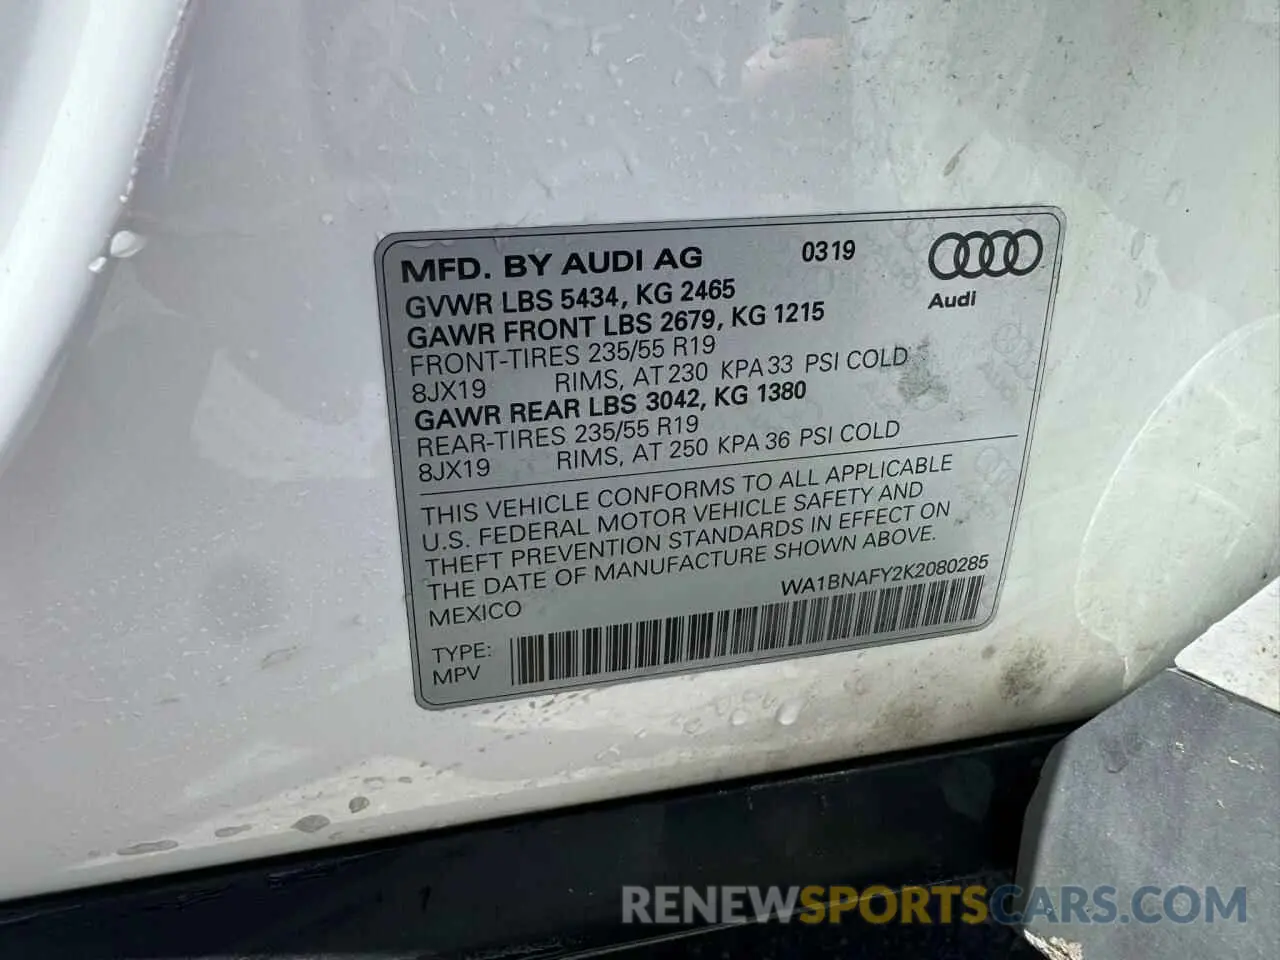 MFD. BY AUDI AG 0319
GVWR LBS 5434, KG 2465
GAWR FRONT LBS 2679, KG 1215
Audi
FRONT-TIRES 235/55 R19
8JX19 RIMS, AT 230 KPA 33 PSI COLD
GAWR REAR LBS 3042, KG 1380
REAR-TIRES 235/55 R19
8JX19 RIMS, AT 250 KPA 36 PSI COLD
THIS VEHICLE CONFORMS TO ALL APPLICABLE
U.S. FEDERAL MOTOR VEHICLE SAFETY AND
THEFT PREVENTION STANDARDS IN EFFECT ON
THE DATE OF MANUFACTURE SHOWN ABOVE.
MEXICO WA1BNAFY2K2080285
TYPE:
MPV
RENEWSPORTSCARS.COM